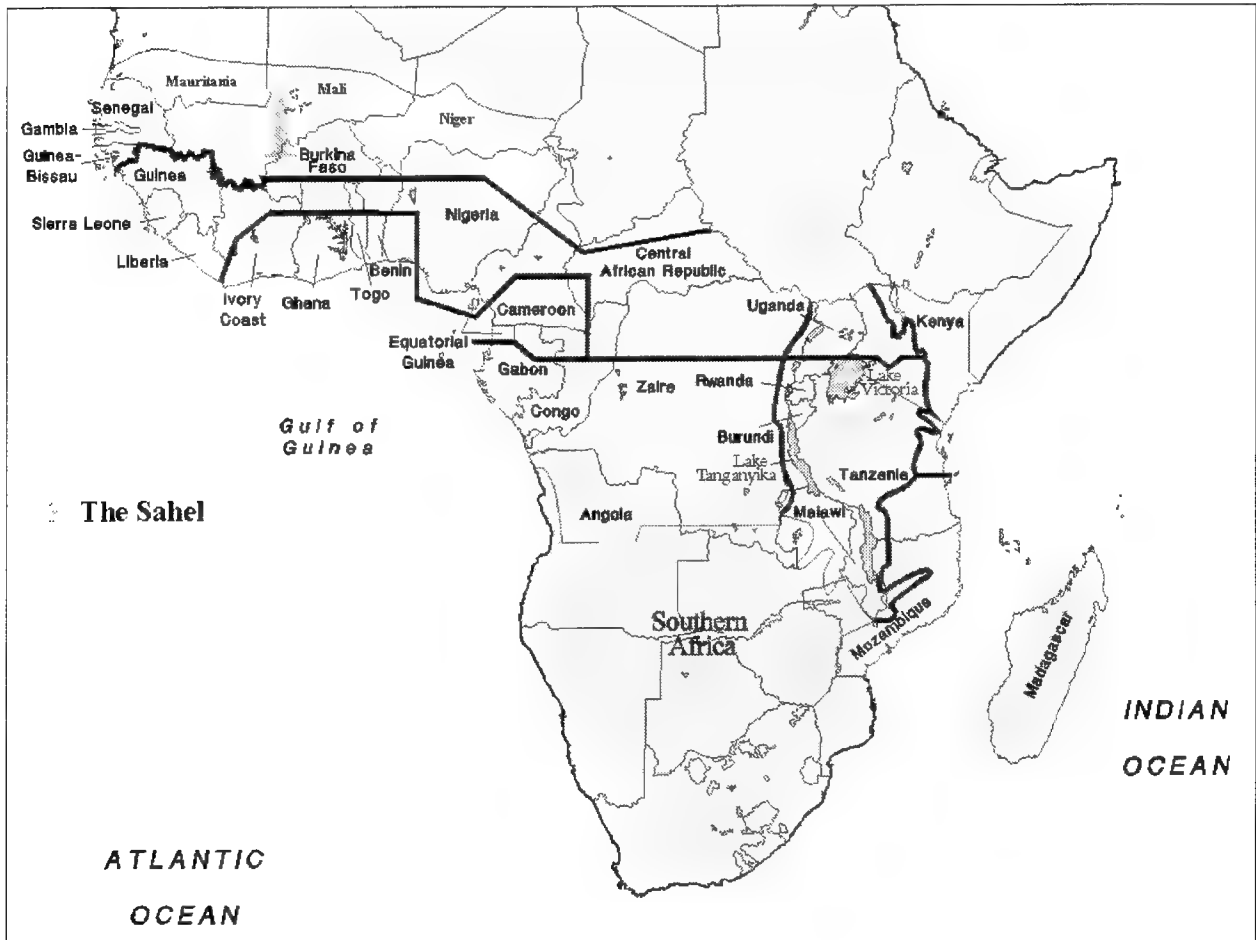 Mauritania
Mali
Senegal
Niger
Gambia
Guinea-
Bissau
Guinea
Burkina
Faso
Sierra Leone
Nigeria
Liberia
Benin
Central
African Republic
Ivory
Coast
Ghana
Togo
Cameroon
Uganda
Kenya
Equatorial
Guinea
Gabon
Zaire
Rwanda
Lake
Victoria
Congo
Gulf of
Guinea
Burundi
Lake
Tanganyika
Tanzania
The Sahel
Angola
Malawi
Southern
Africa
Mozambique
Madagascar
INDIAN
OCEAN
ATLANTIC
OCEAN